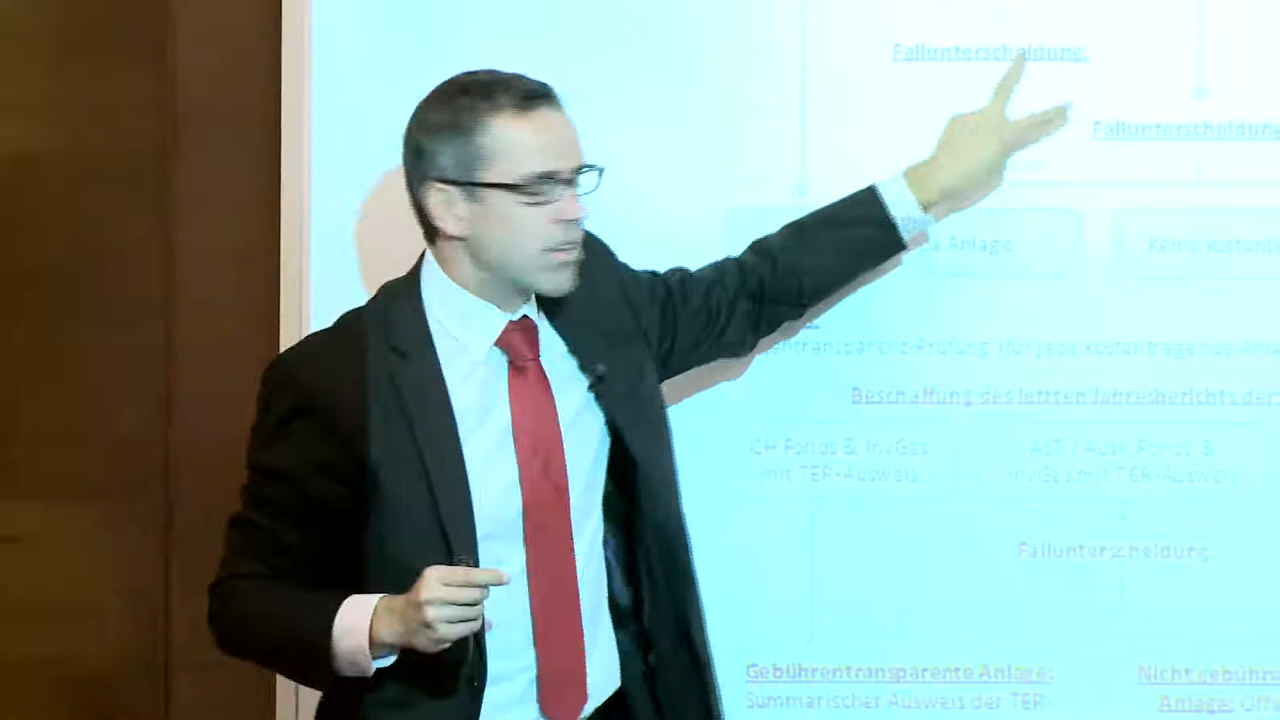 Fallunterscheidung:
Fallunterscheidung
Anlage
Keine
Beschaffung des letzten Jahresberichts der
CH Fonds & InvGes
mit TER-Ausweis
AST / Ausl. Fonds &
InvGes mit TER-Ausweis
Fallunterscheidung
Gebührentransparente Anlage:
Nicht
Summarischer Ausweis der TER-
Anlage: